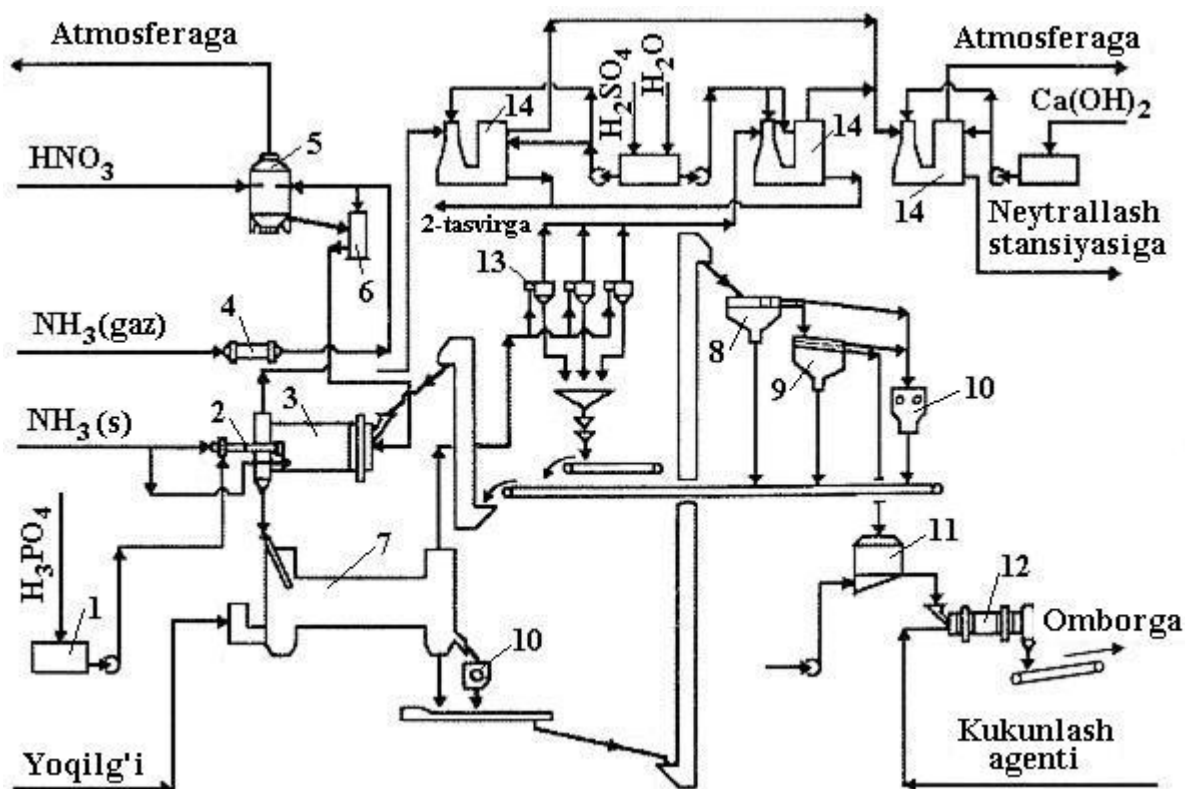 Atmosferaga
H₂SO₄
H₂O
Atmosferaga
14
14
Ca(OH)₂
HNO₃
5
14
2-tasvirga
Neytrallash
stansiyasiga
6
13
NH₃(gaz)
4
8
9
10
NH₃(s)
2
3
H₃PO₄
7
11
1
12
Omborga
10
Yoqilg'i
Kukunlash
agenti